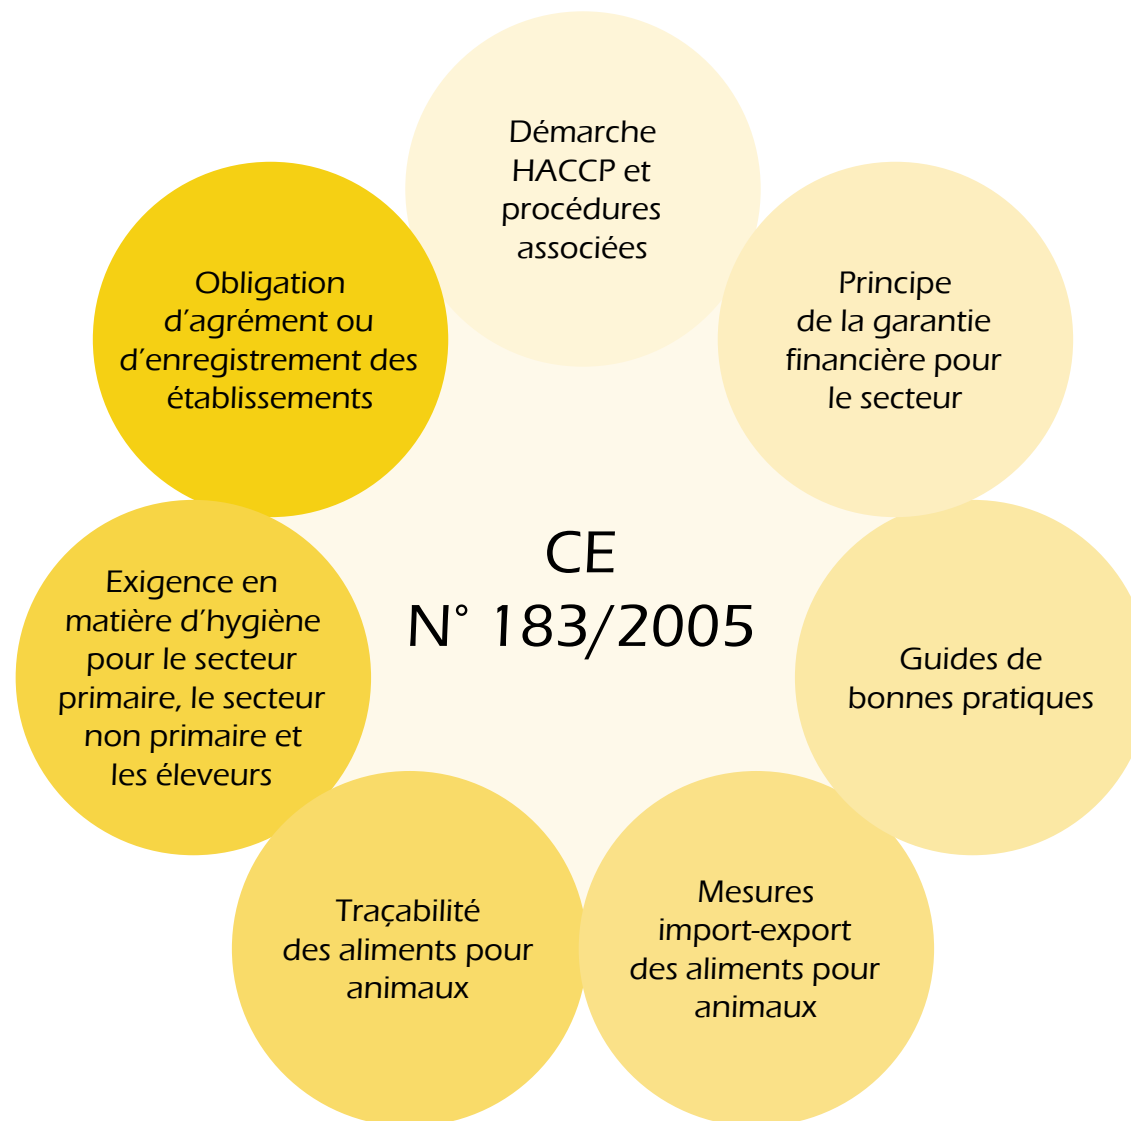 Démarche
HACCP et
procédures
associées
Principe
de la garantie
financière pour
le secteur
Guides de
bonnes pratiques
Mesures
import-export
des aliments pour
animaux
Traçabilité
des aliments pour
animaux
Exigence en
matière d'hygiène
pour le secteur
primaire, le secteur
non primaire et
les éleveurs
Obligation
d'agrément ou
d'enregistrement des
établissements
CE
N° 183/2005